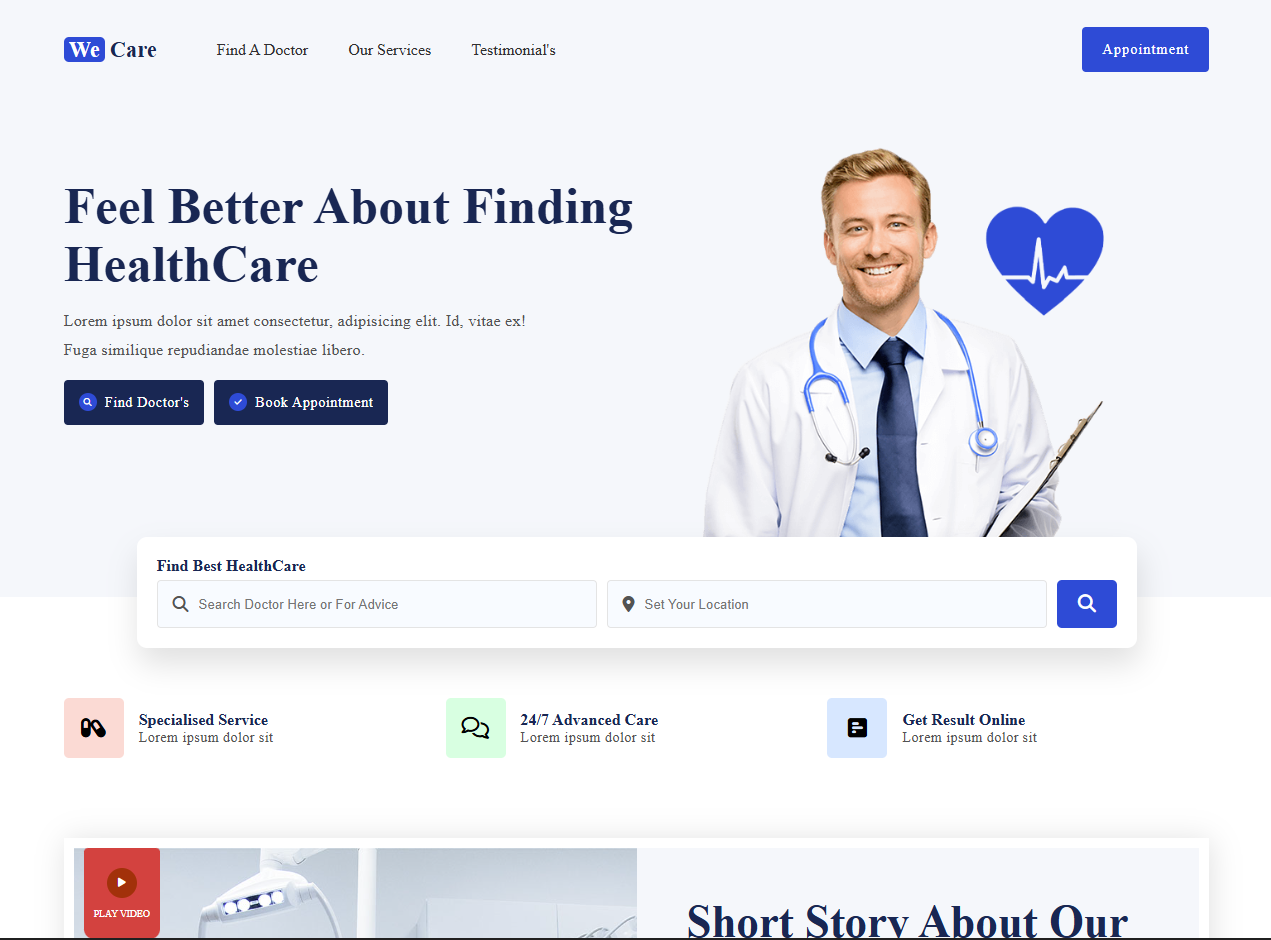 We Care
Find A Doctor
Our Services
Testimonial's
Appointment
Feel Better About Finding
HealthCare
Lorem ipsum dolor sit amet consectetur, adipisicing elit. Id, vitae ex!
Fuga similique repudiandae molestiae libero.
Find Doctor's
Book Appointment
Find Best HealthCare
Search Doctor Here or For Advice
Set Your Location
Specialised Service
Lorem ipsum dolor sit
24/7 Advanced Care
Lorem ipsum dolor sit
Get Result Online
Lorem ipsum dolor sit
PLAY VIDEO
Short Story About Our